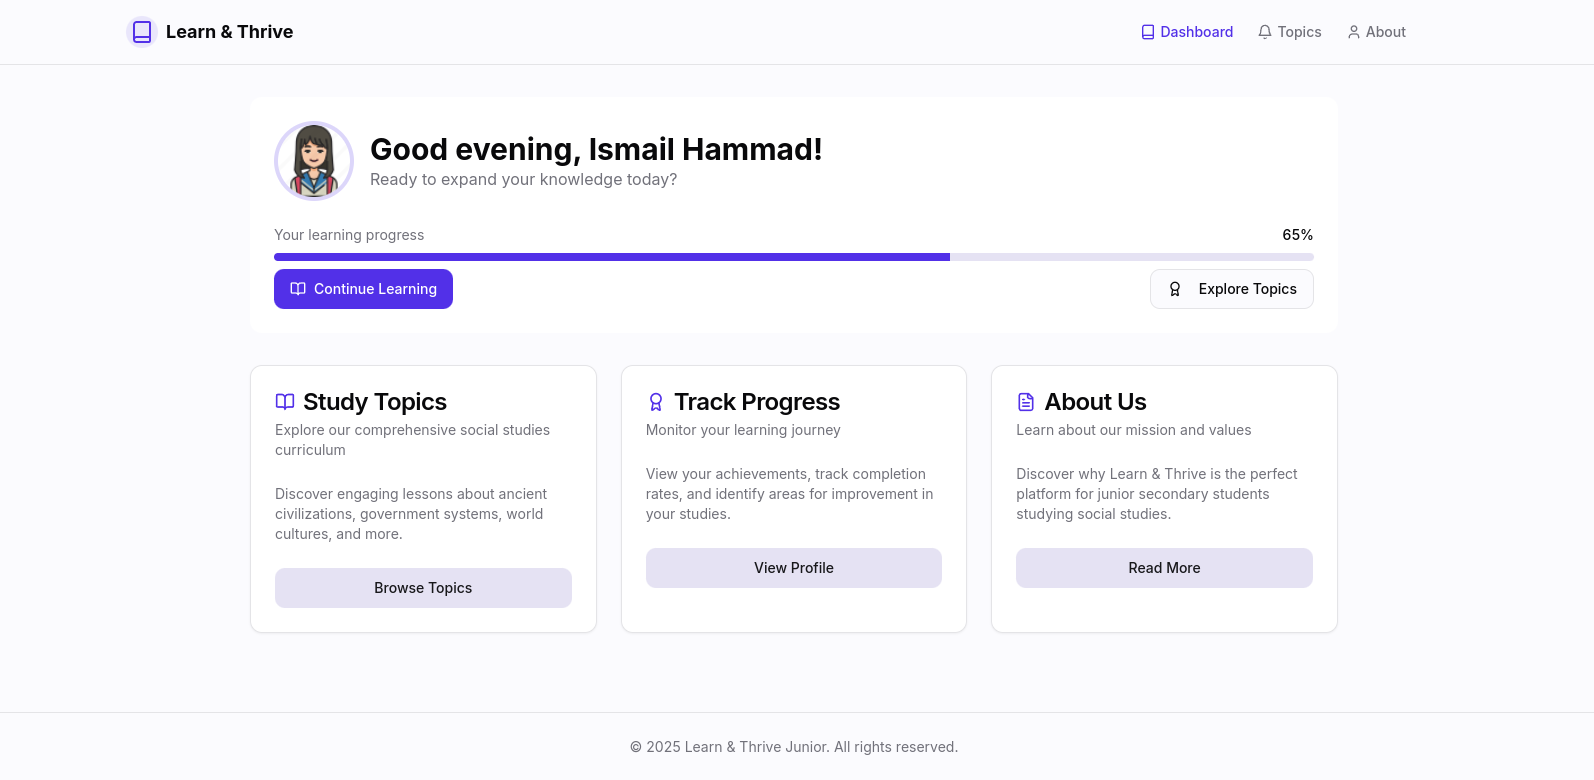 Learn & Thrive
Dashboard
Topics
About
Good evening, Ismail Hammad!
Ready to expand your knowledge today?
Your learning progress
65%
Continue Learning
Explore Topics
Study Topics
Explore our comprehensive social studies
curriculum
Discover engaging lessons about ancient
civilizations, government systems, world
cultures, and more.
Browse Topics
Track Progress
Monitor your learning journey
View your achievements, track completion
rates, and identify areas for improvement in
your studies.
View Profile
About Us
Learn about our mission and values
Discover why Learn & Thrive is the perfect
platform for junior secondary students
studying social studies.
Read More
© 2025 Learn & Thrive Junior. All rights reserved.